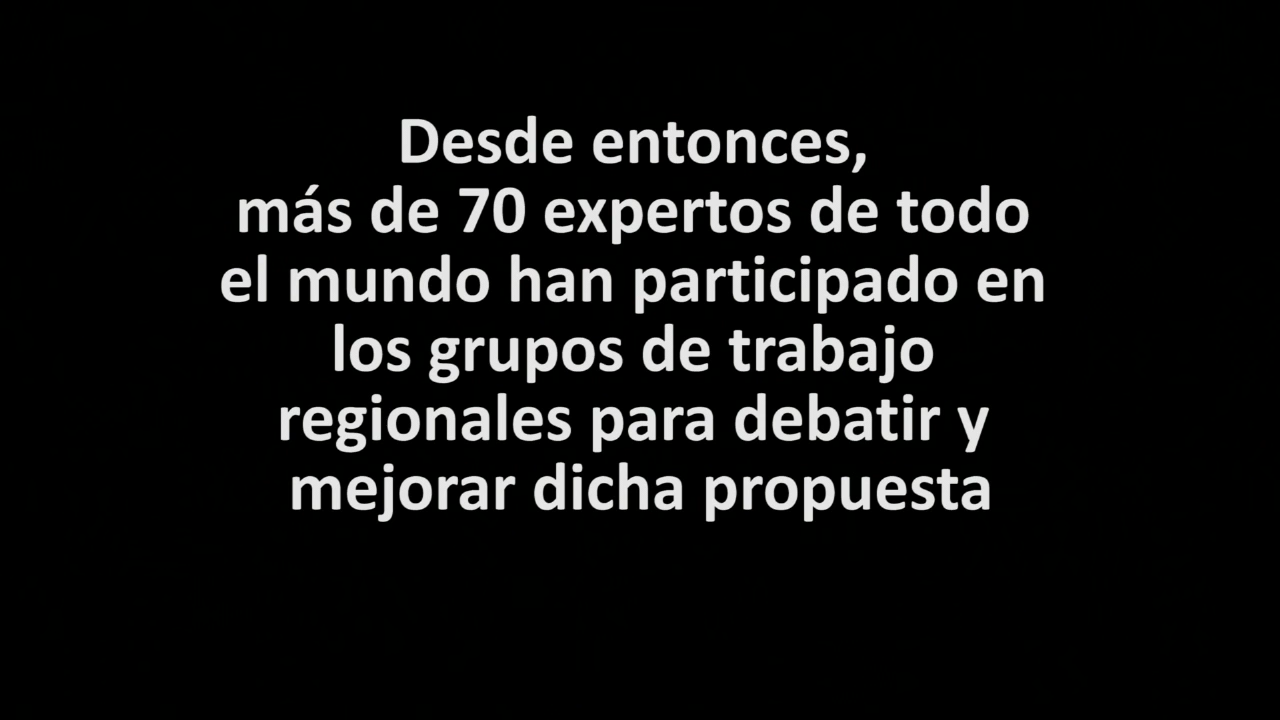 Desde entonces,
más de 70 expertos de todo
el mundo han participado en
los grupos de trabajo
regionales para debatir y
mejorar dicha propuesta